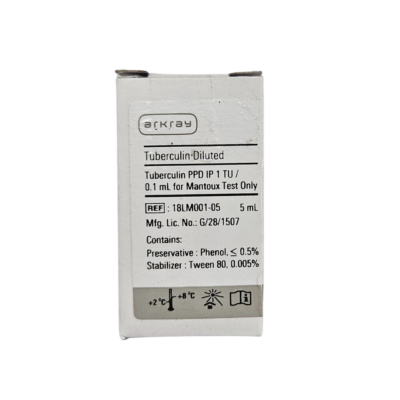 arkray
Tuberculin Diluted
Tuberculin PPD IP 1 TU /
0.1 mL for Mantoux Test Only
REF : 18LM001-05 5 mL
Mfg. Lic. No.: G/28/1507
Contains:
Preservative : Phenol, ≤ 0.5%
Stabilizer : Tween 80, 0.005%
+2 °C +8 °C i